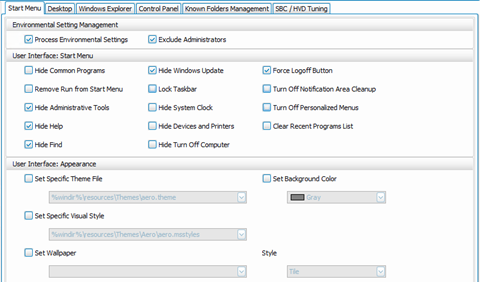 Start Menu Desktop Windows Explorer Control Panel Known Folders Management SBC / HVD Tuning
Environmental Setting Management
Process Environmental Settings Exclude Administrators
User Interface: Start Menu
Hide Common Programs Hide Windows Update Force Logoff Button
Remove Run from Start Menu Lock Taskbar Turn Off Notification Area Cleanup
Hide Administrative Tools Hide System Clock Turn Off Personalized Menus
Hide Help Hide Devices and Printers Clear Recent Programs List
Hide Find Hide Turn Off Computer
User Interface: Appearance
Set Specific Theme File Set Background Color
%windir%\resources\Themes\aero.theme Gray
Set Specific Visual Style
%windir%\resources\Themes\Aero\aero.msstyles
Set Wallpaper Style
Tile